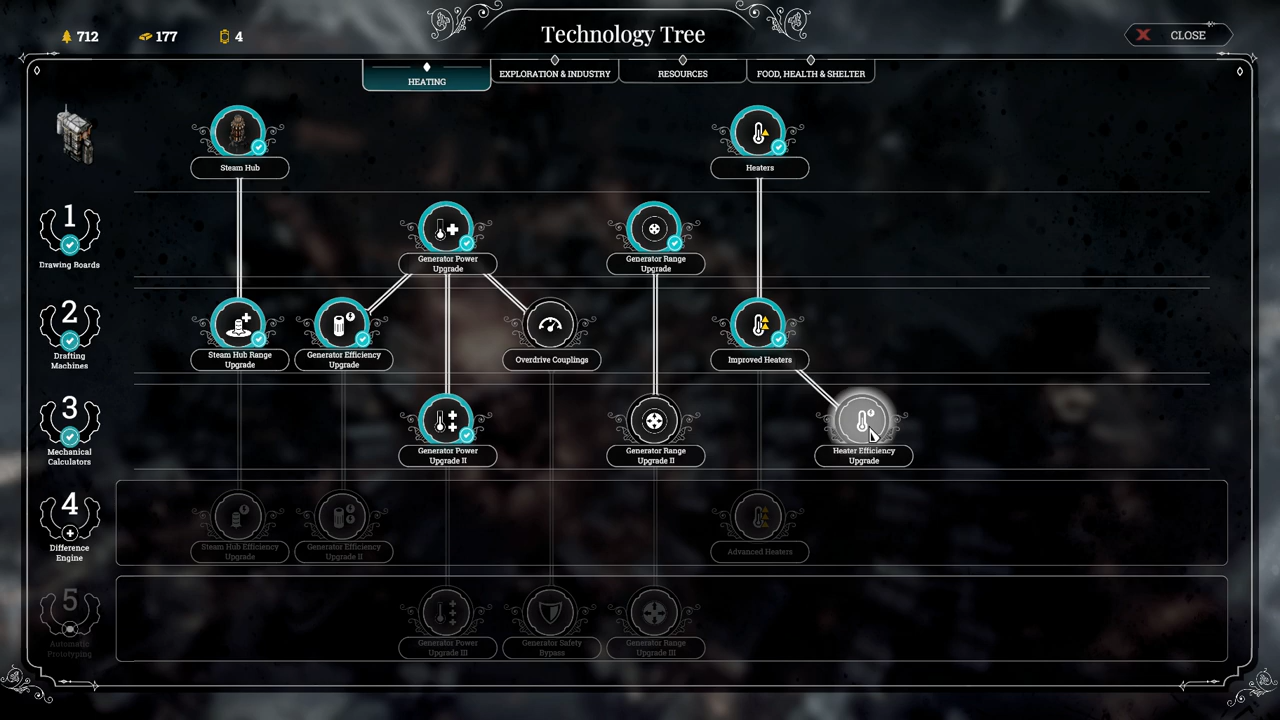 712
177
4
Technology Tree
CLOSE
HEATING
EXPLORATION & INDUSTRY
RESOURCES
FOOD, HEALTH & SHELTER
Steam Hub
Heaters
1
Drawing Boards
Generator Power
Upgrade
Generator Range
Upgrade
2
Drafting
Machines
Steam Hub Range
Upgrade
Generator Efficiency
Upgrade
Overdrive Couplings
Improved Heaters
3
Mechanical
Calculators
Generator Power
Upgrade II
Generator Range
Upgrade II
Heater Efficiency
Upgrade
4
Difference
Engine
Steam Hub Efficiency
Upgrade
Generator Efficiency
Upgrade II
Advanced Heaters
5
Automatic
Prototyping
Generator Power
Upgrade III
Generator Safety
Bypass
Generator Range
Upgrade III